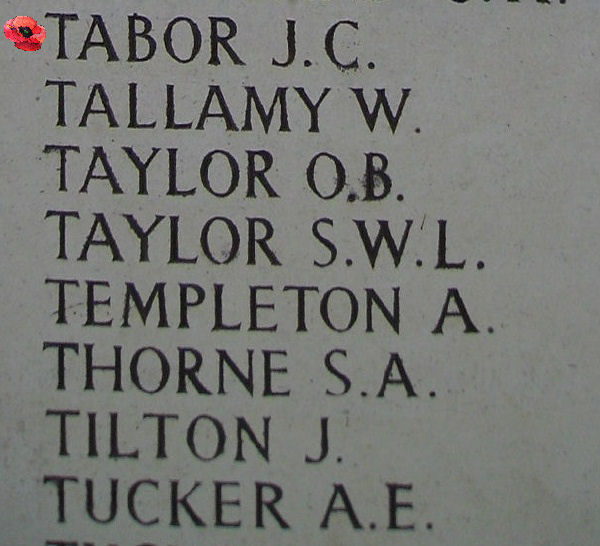 TABOR J.C.
TALLAMY W.
TAYLOR O.B.
TAYLOR S.W.L.
TEMPLETON A.
THORNE S.A.
TILTON J.
TUCKER A.E.